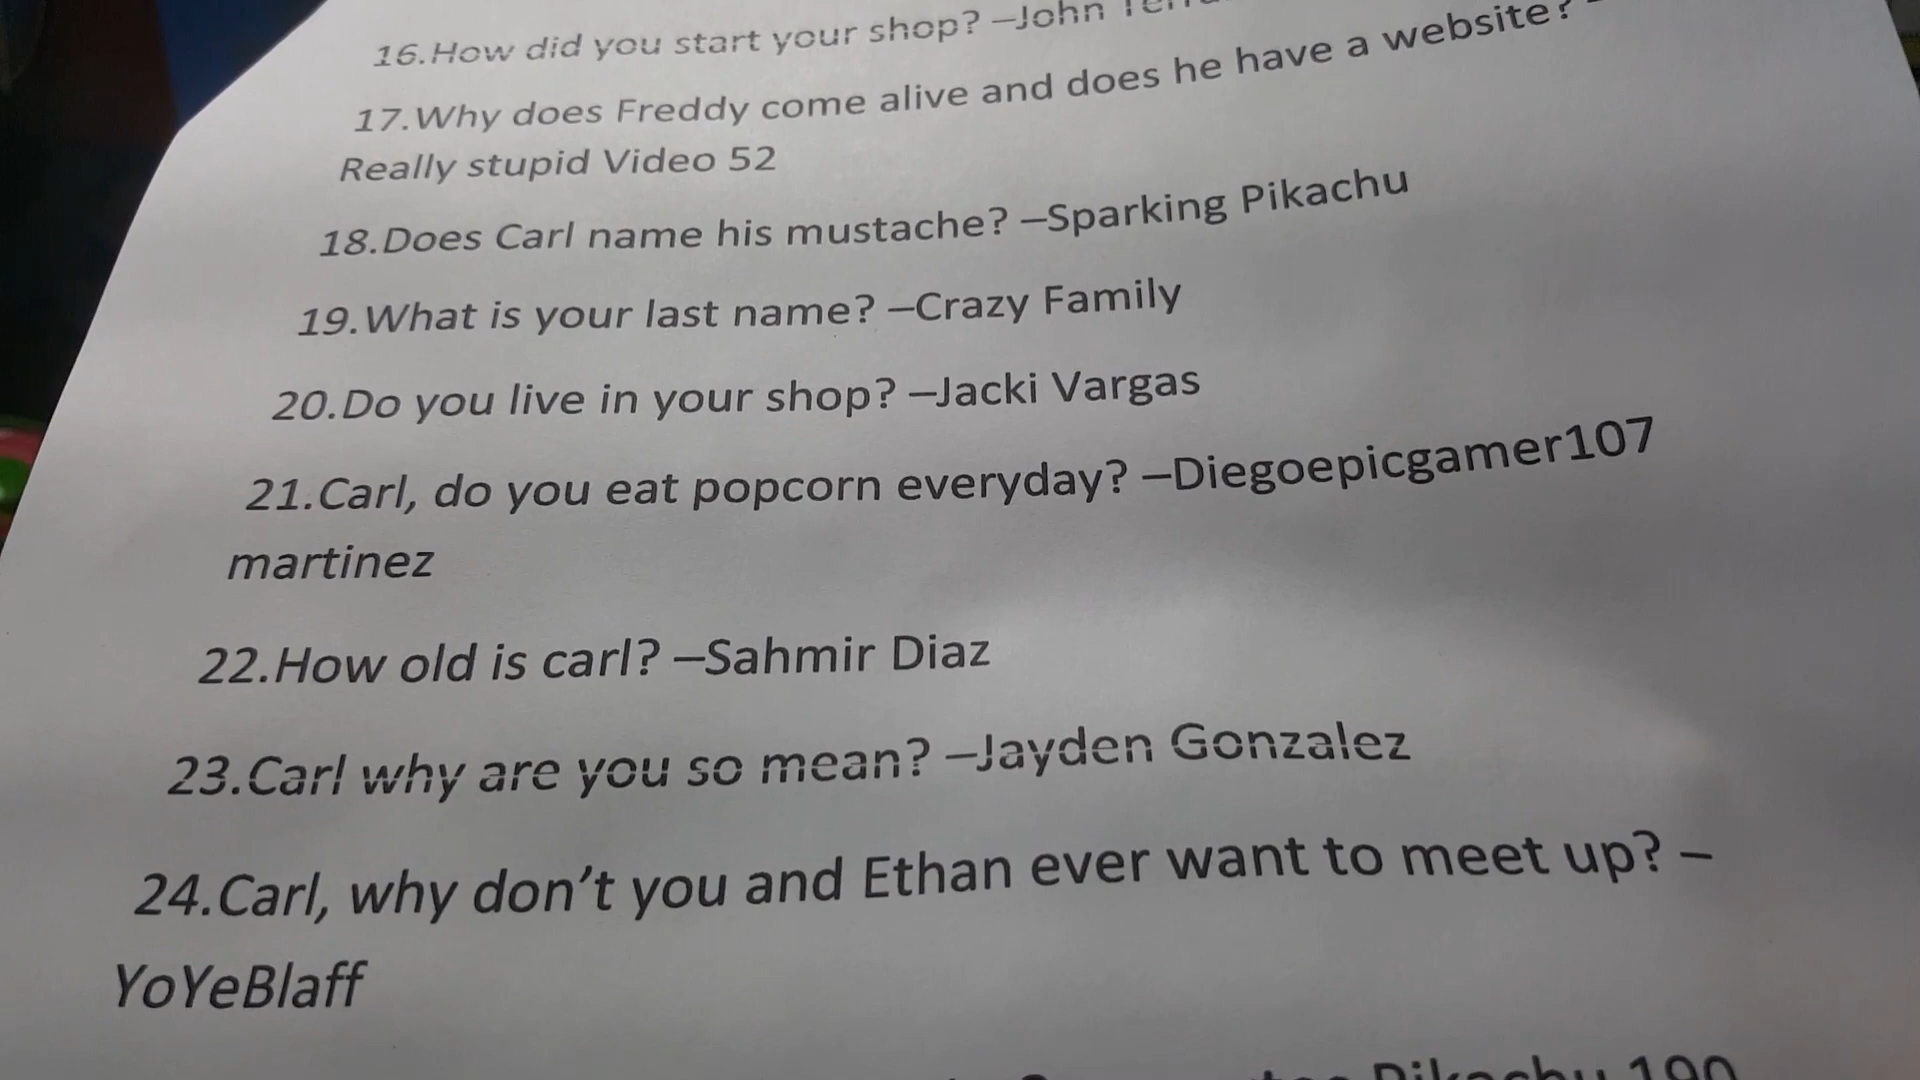 16.How did you start your shop? –John
17.Why does Freddy come alive and does he have a website? –
Really stupid Video 52
18.Does Carl name his mustache? –Sparking Pikachu
19.What is your last name? –Crazy Family
20.Do you live in your shop? –Jacki Vargas
21.Carl, do you eat popcorn everyday? –Diegoepicgamer107
martinez
22.How old is carl? –Sahmir Diaz
23.Carl why are you so mean? –Jayden Gonzalez
24.Carl, why don't you and Ethan ever want to meet up? –
YoYeBlaff
Pikachu 190